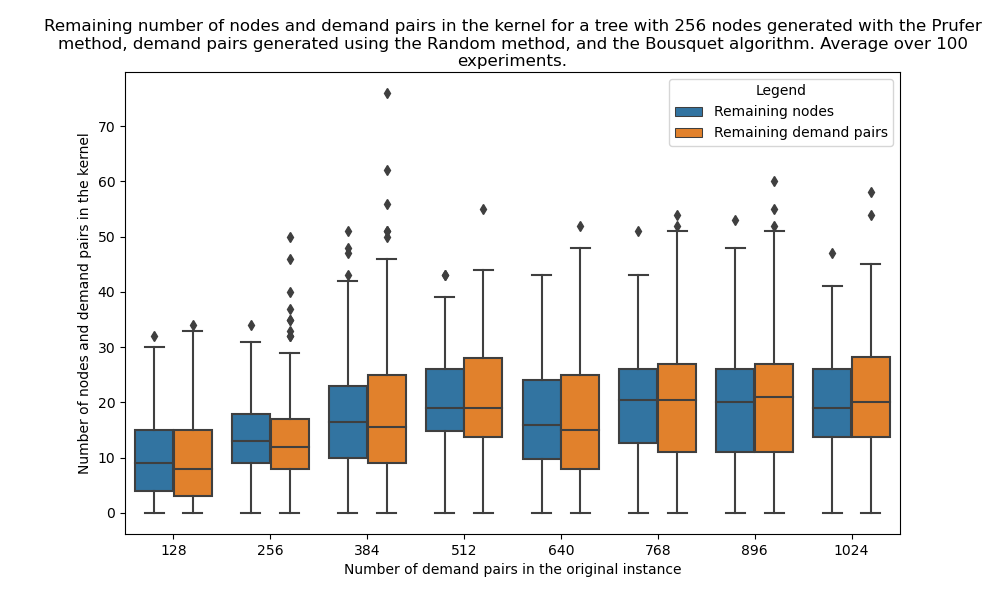 Remaining number of nodes and demand pairs in the kernel for a tree with 256 nodes generated with the Prufer
method, demand pairs generated using the Random method, and the Bousquet algorithm. Average over 100
experiments.
Legend
Remaining nodes
Remaining demand pairs
Number of nodes and demand pairs in the kernel
70
60
50
40
30
20
10
0
128 256 384 512 640 768 896 1024
Number of demand pairs in the original instance